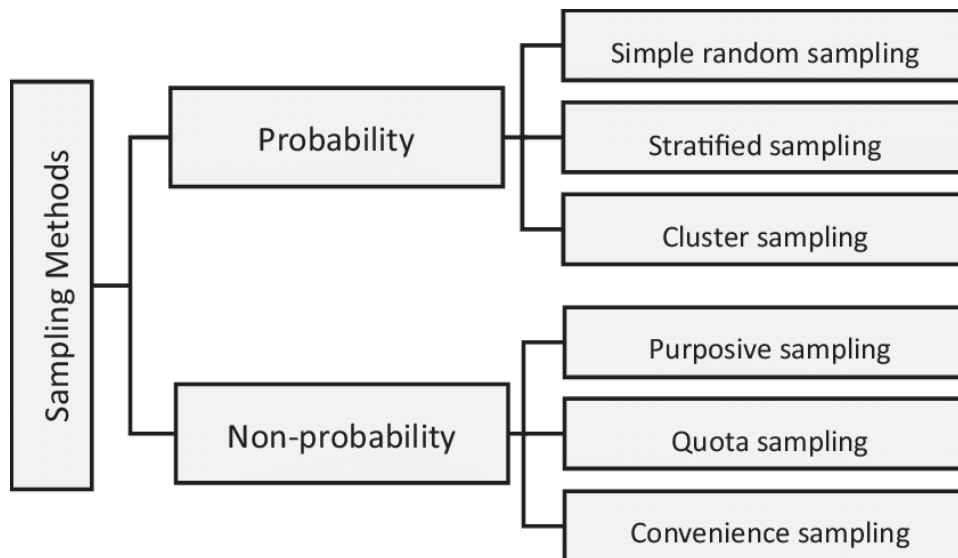 Sampling Methods
Probability
Simple random sampling
Stratified sampling
Cluster sampling
Non-probability
Purposive sampling
Quota sampling
Convenience sampling